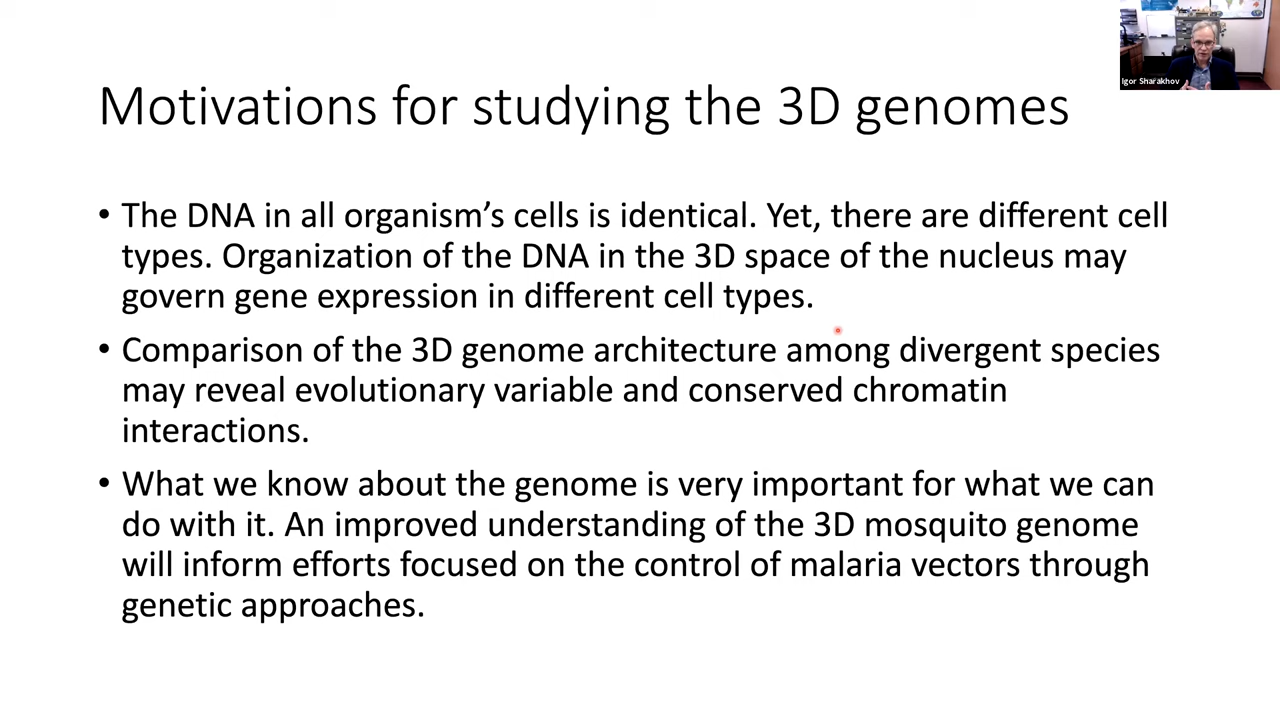 Igor Sharakhov
Motivations for studying the 3D genomes
• The DNA in all organism’s cells is identical. Yet, there are different cell
types. Organization of the DNA in the 3D space of the nucleus may
govern gene expression in different cell types.
• Comparison of the 3D genome architecture among divergent species
may reveal evolutionary variable and conserved chromatin
interactions.
• What we know about the genome is very important for what we can
do with it. An improved understanding of the 3D mosquito genome
will inform efforts focused on the control of malaria vectors through
genetic approaches.